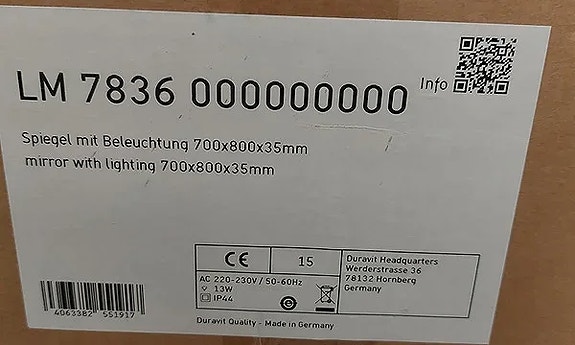 LM 7836 000000000
Info
Spiegel mit Beleuchtung 700x800x35mm
mirror with lighting 700x800x35mm
CE
15
AC 220-230V / 50-60Hz
13W
IP44
Duravit Headquarters
Werderstrasse 36
78132 Hornberg
Germany
4063382 551917
Duravit Quality - Made in Germany